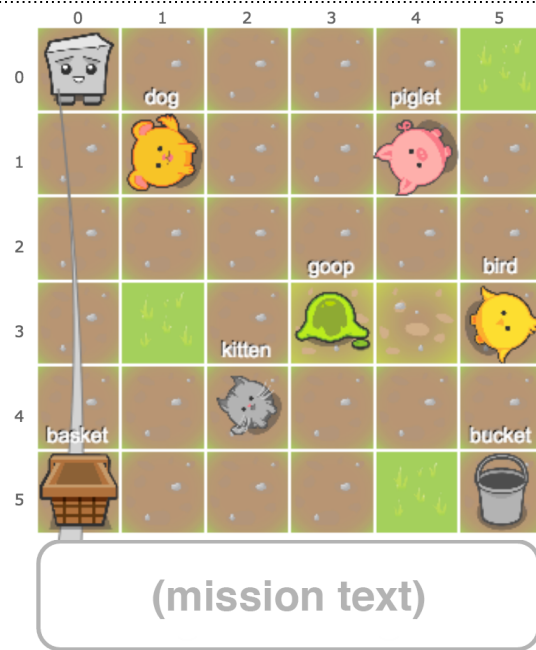 0 1 2 3 4 5
0
dog piglet
1
2
goop bird
3
kitten
4
basket bucket
5
(mission text)